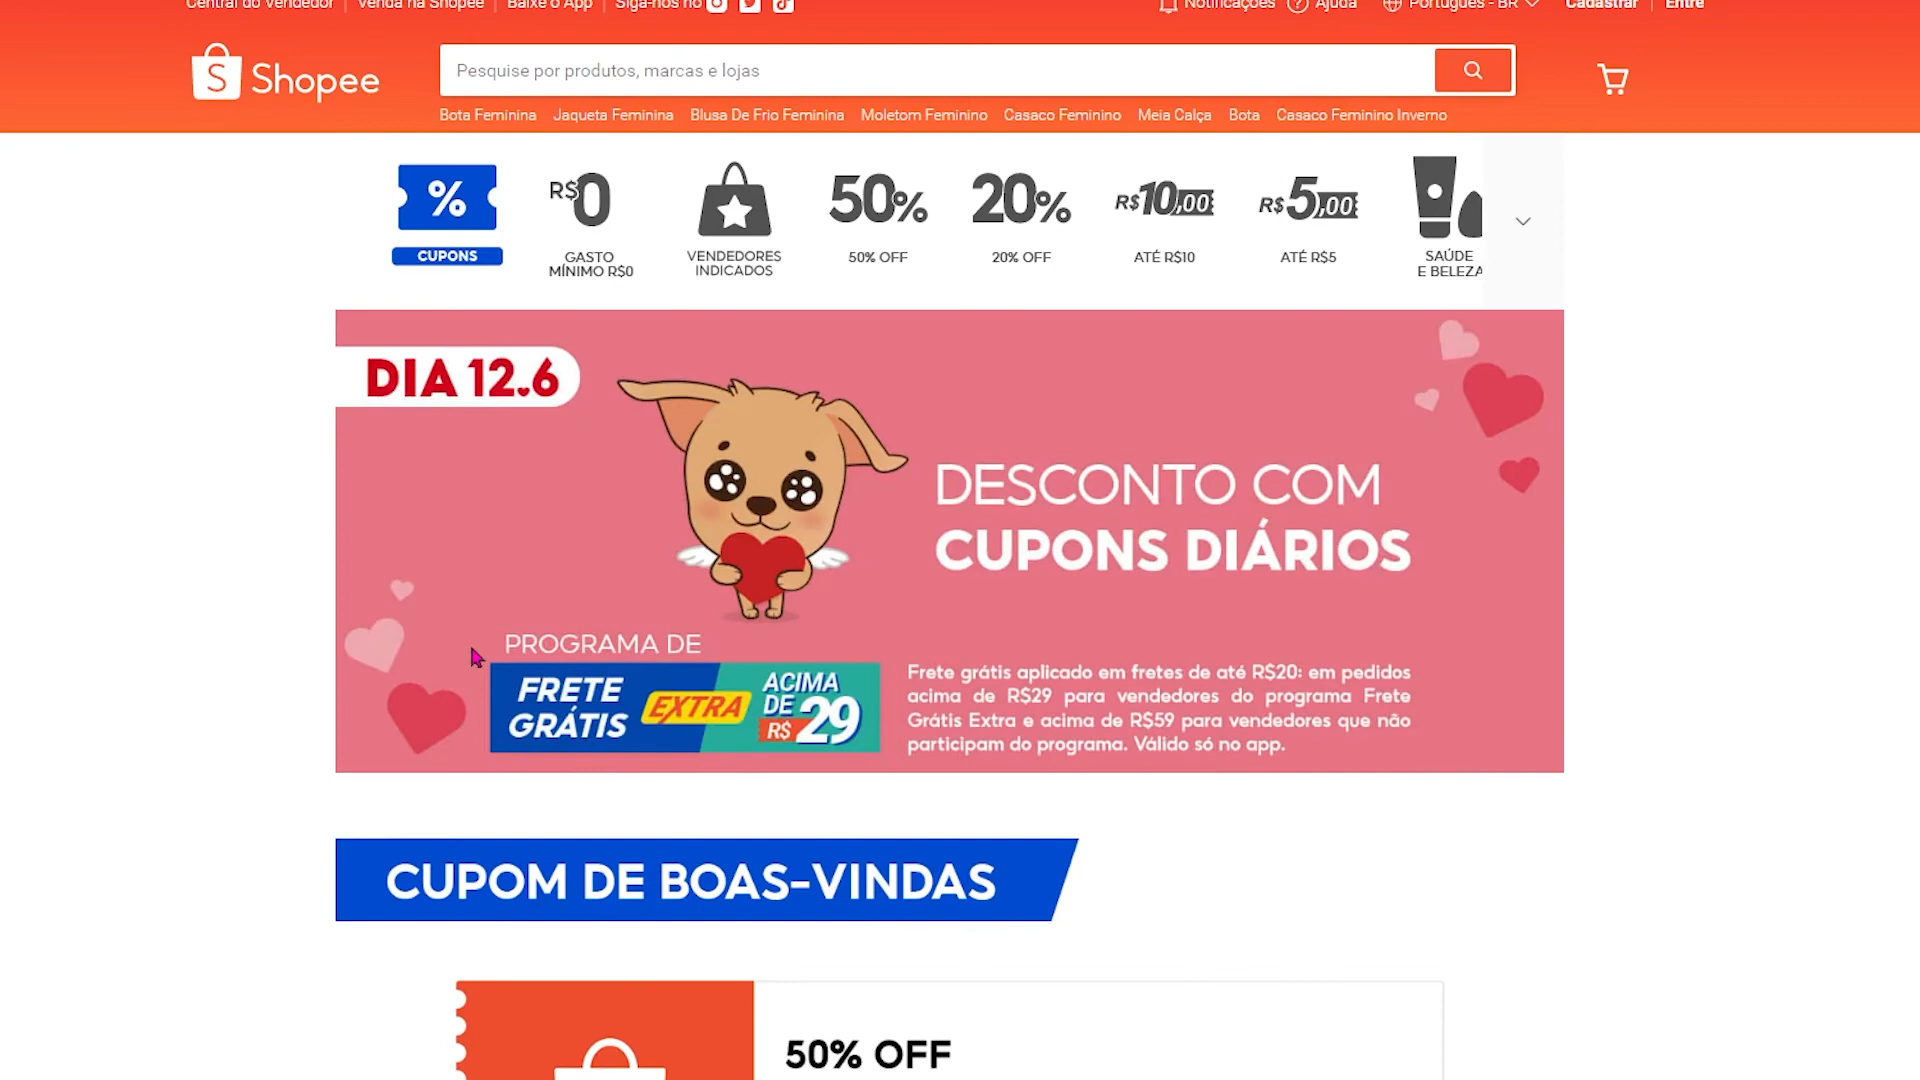 Central do Vendedor | Venda na Shopee | Baixe o App | Siga-nos no
Notificações Ajuda Português - BR Cadastrar | Entre
Shopee
Pesquise por produtos, marcas e lojas
Bota Feminina Jaqueta Feminina Blusa De Frio Feminina Moletom Feminino Casaco Feminino Meia Calça Bota Casaco Feminino Inverno
%
CUPONS
R$0
GASTO
MÍNIMO R$0
VENDEDORES
INDICADOS
50%
50% OFF
20%
20% OFF
R$10,00
ATÉ R$10
R$5,00
ATÉ R$5
SAÚDE
E BELEZA
DIA 12.6
DESCONTO COM
CUPONS DIÁRIOS
PROGRAMA DE
FRETE
GRÁTIS
EXTRA
ACIMA
DE
R$ 29
Frete grátis aplicado em fretes de até R$20: em pedidos
acima de R$29 para vendedores do programa Frete
Grátis Extra e acima de R$59 para vendedores que não
participam do programa. Válido só no app.
CUPOM DE BOAS-VINDAS
50% OFF